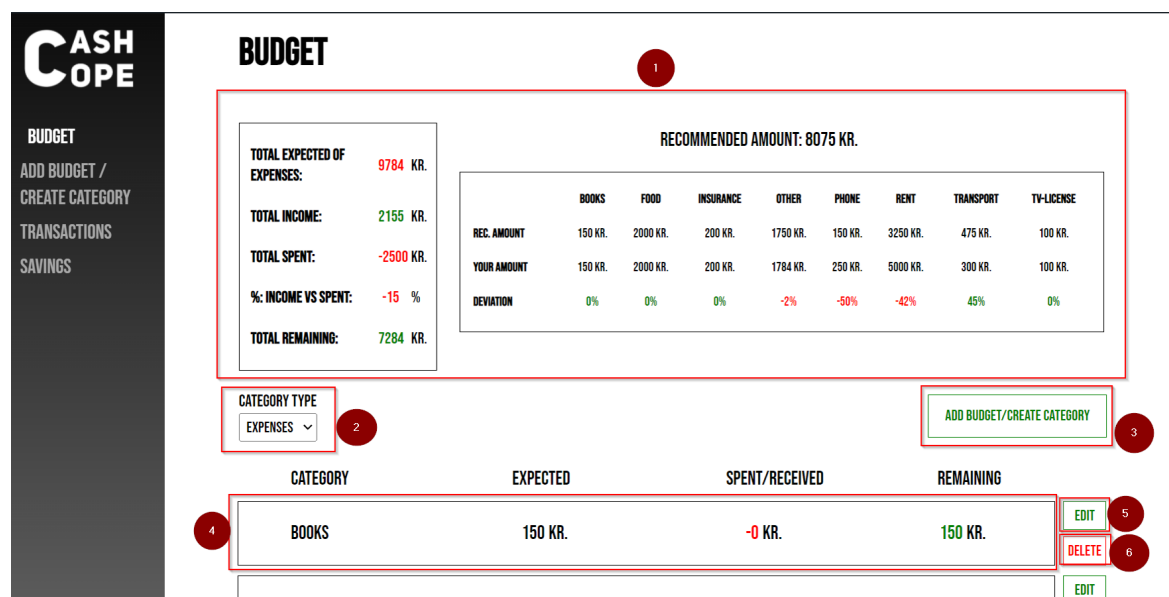 CASH
COPE
BUDGET
ADD BUDGET /
CREATE CATEGORY
TRANSACTIONS
SAVINGS
BUDGET
1
TOTAL EXPECTED OF
EXPENSES: 9784 KR.
TOTAL INCOME: 2155 KR.
TOTAL SPENT: -2500 KR.
%: INCOME VS SPENT: -15 %
TOTAL REMAINING: 7284 KR.
RECOMMENDED AMOUNT: 8075 KR.
BOOKS FOOD INSURANCE OTHER PHONE RENT TRANSPORT TV-LICENSE
REC. AMOUNT 150 KR. 2000 KR. 200 KR. 1750 KR. 150 KR. 3250 KR. 475 KR. 100 KR.
YOUR AMOUNT 150 KR. 2000 KR. 200 KR. 1784 KR. 250 KR. 5000 KR. 300 KR. 100 KR.
DEVIATION 0% 0% 0% -2% -50% -42% 45% 0%
CATEGORY TYPE
EXPENSES
2
ADD BUDGET/CREATE CATEGORY
3
CATEGORY EXPECTED SPENT/RECEIVED REMAINING
4
BOOKS 150 KR. -0 KR. 150 KR.
EDIT
5
DELETE
6
EDIT